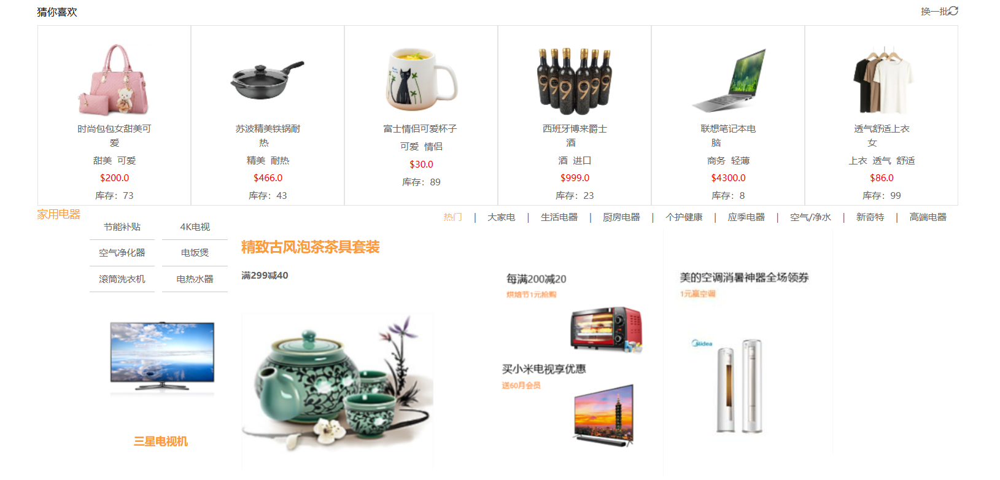 猜你喜欢
换一批
时尚包包女甜美可
爱
甜美 可爱
$200.0
库存：73
苏波精美铁锅耐
热
精美 耐热
$466.0
库存：43
富士情侣可爱杯子
可爱 情侣
$30.0
库存：89
西班牙博来爵士
酒
酒 进口
$999.0
库存：23
联想笔记本电
脑
商务 轻薄
$4300.0
库存：8
透气舒适上衣
女
上衣 透气 舒适
$86.0
库存：99
家用电器
热门 | 大家电 | 生活电器 | 厨房电器 | 个护健康 | 应季电器 | 空气/净水 | 新奇特 | 高端电器
节能补贴 4K电视
空气净化器 电饭煲
滚筒洗衣机 电热水器
三星电视机
精致古风泡茶茶具套装
满299减40
每满200减20
烘焙节1元抢购
买小米电视享优惠
送60月会员
美的空调消暑神器全场领券
1元赢空调
Midea